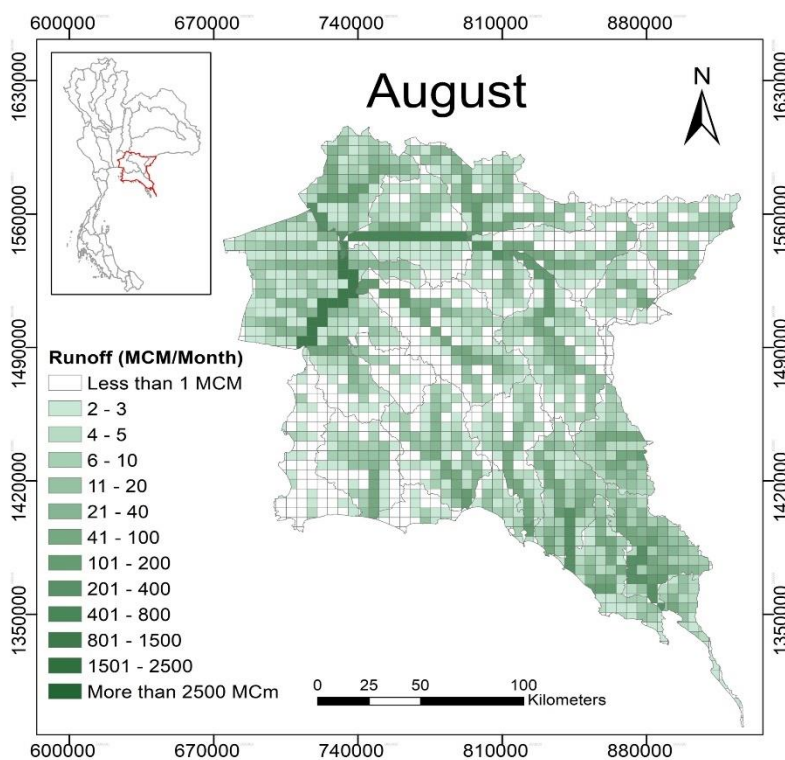 600000 670000 740000 810000 880000
August
N
1630000
1560000
1490000
1420000
1350000
1630000
1560000
1490000
1420000
1350000
Runoff (MCM/Month)
Less than 1 MCM
2 - 3
4 - 5
6 - 10
11 - 20
21 - 40
41 - 100
101 - 200
201 - 400
401 - 800
801 - 1500
1501 - 2500
More than 2500 MCm
0 25 50 100
Kilometers
600000 670000 740000 810000 880000